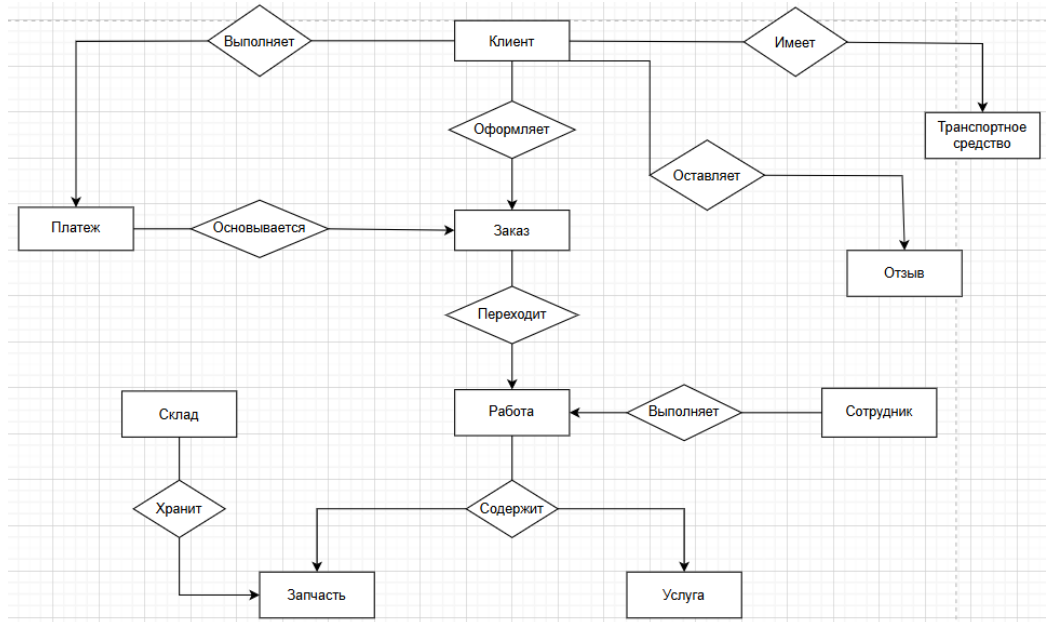 Выполняет
Клиент
Имеет
Оформляет
Транспортное
средство
Оставляет
Платеж
Основывается
Заказ
Отзыв
Переходит
Склад
Работа
Выполняет
Сотрудник
Хранит
Содержит
Запчасть
Услуга